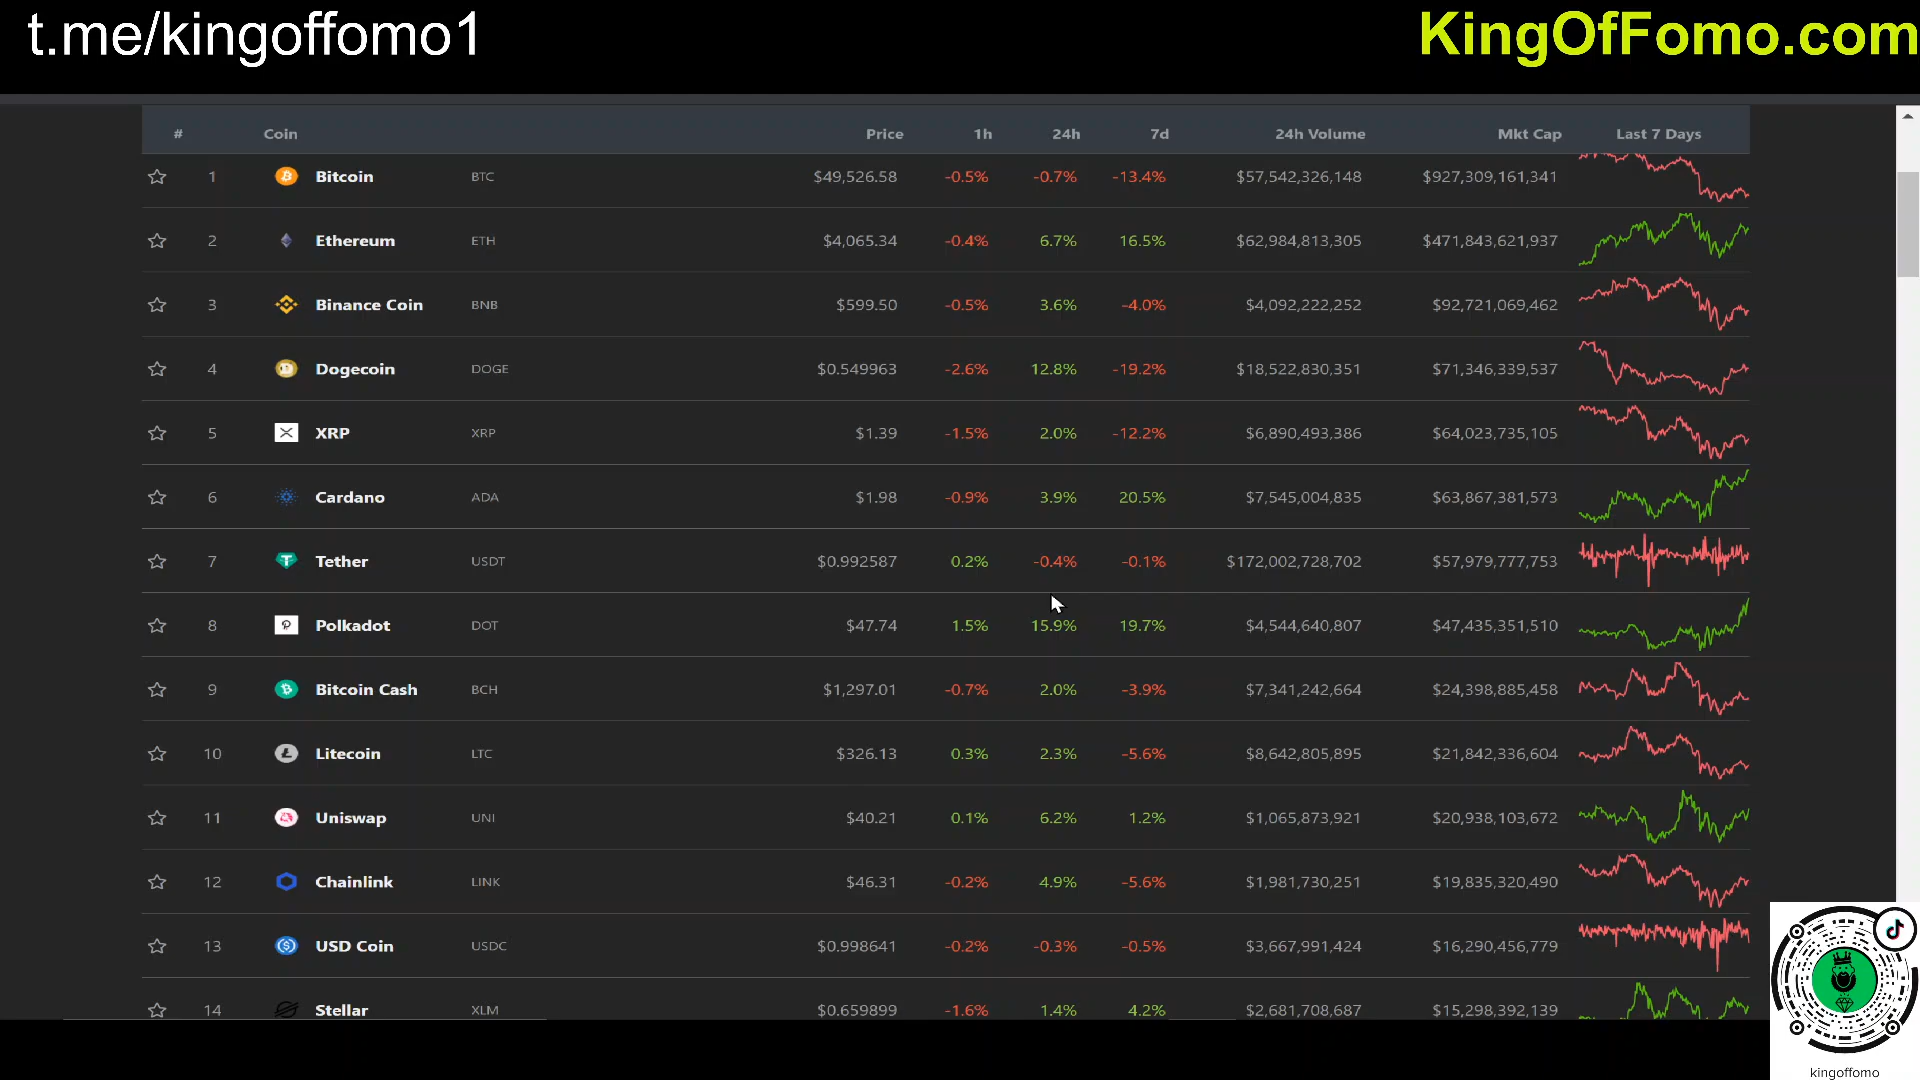 t.me/kingoffomo1
KingOfFomo.com
# Coin Price 1h 24h 7d 24h Volume Mkt Cap Last 7 Days
1 Bitcoin BTC $49,526.58 -0.5% -0.7% -13.4% $57,542,326,148 $927,309,161,341
2 Ethereum ETH $4,065.34 -0.4% 6.7% 16.5% $62,984,813,305 $471,843,621,937
3 Binance Coin BNB $599.50 -0.5% 3.6% -4.0% $4,092,222,252 $92,721,069,462
4 Dogecoin DOGE $0.549963 -2.6% 12.8% -19.2% $18,522,830,351 $71,346,339,537
5 XRP XRP $1.39 -1.5% 2.0% -12.2% $6,890,493,386 $64,023,735,105
6 Cardano ADA $1.98 -0.9% 3.9% 20.5% $7,545,004,835 $63,867,381,573
7 Tether USDT $0.992587 0.2% -0.4% -0.1% $172,002,728,702 $57,979,777,753
8 Polkadot DOT $47.74 1.5% 15.9% 19.7% $4,544,640,807 $47,435,351,510
9 Bitcoin Cash BCH $1,297.01 -0.7% 2.0% -3.9% $7,341,242,664 $24,398,885,458
10 Litecoin LTC $326.13 0.3% 2.3% -5.6% $8,642,805,895 $21,842,336,604
11 Uniswap UNI $40.21 0.1% 6.2% 1.2% $1,065,873,921 $20,938,103,672
12 Chainlink LINK $46.31 -0.2% 4.9% -5.6% $1,981,730,251 $19,835,320,490
13 USD Coin USDC $0.998641 -0.2% -0.3% -0.5% $3,667,991,424 $16,290,456,779
14 Stellar XLM $0.659899 -1.6% 1.4% 4.2% $2,681,708,687 $15,298,392,139
kingoffomo